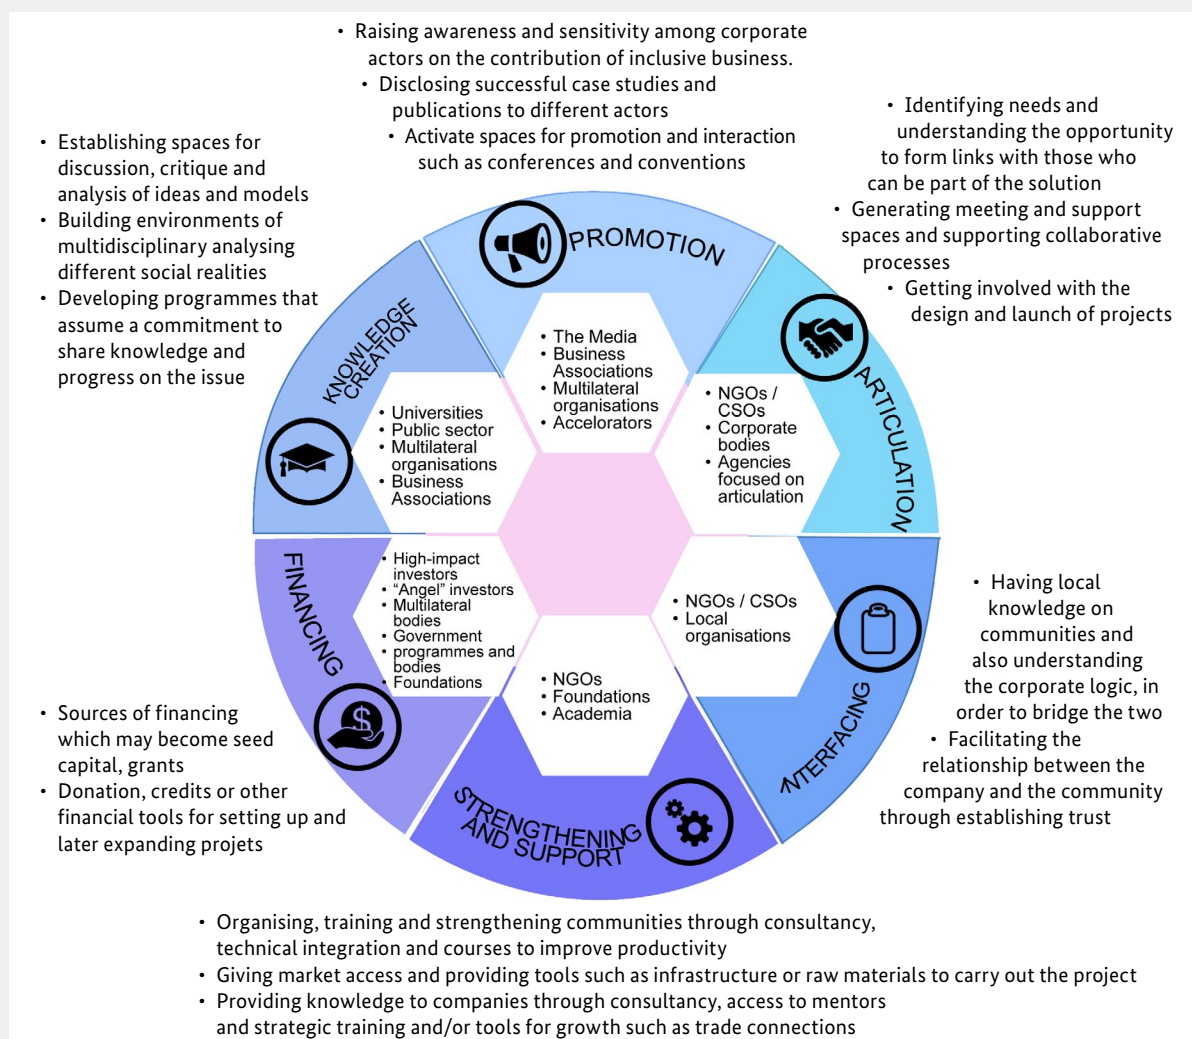 • Raising awareness and sensitivity among corporate
actors on the contribution of inclusive business.
• Disclosing successful case studies and
publications to different actors
• Activate spaces for promotion and interaction
such as conferences and conventions
• Establishing spaces for
discussion, critique and
analysis of ideas and models
• Building environments of
multidisciplinary analysing
different social realities
• Developing programmes that
assume a commitment to
share knowledge and
progress on the issue
• Identifying needs and
understanding the opportunity
to form links with those who
can be part of the solution
• Generating meeting and support
spaces and supporting collaborative
processes
• Getting involved with the
design and launch of projects
PROMOTION
• The Media
• Business
Associations
• Multilateral
organisations
• Accelorators
KNOWLEDGE
CREATION
• Universities
• Public sector
• Multilateral
organisations
• Business
Associations
ARTICULATION
• NGOs /
CSOs
• Corporate
bodies
• Agencies
focused on
articulation
FINANCING
• High-impact
investors
• “Angel” investors
• Multilateral
bodies
• Government
• programmes and
bodies
• Foundations
$
INTERFACING
• NGOs / CSOs
• Local
organisations
STRENGTHENING
AND SUPPORT
• NGOs
• Foundations
• Academia
• Having local
knowledge on
communities and
also understanding
the corporate logic, in
order to bridge the two
• Facilitating the
relationship between the
company and the community
through establishing trust
• Sources of financing
which may become seed
capital, grants
• Donation, credits or other
financial tools for setting up and
later expanding projets
• Organising, training and strengthening communities through consultancy,
technical integration and courses to improve productivity
• Giving market access and providing tools such as infrastructure or raw materials to carry out the project
• Providing knowledge to companies through consultancy, access to mentors
and strategic training and/or tools for growth such as trade connections